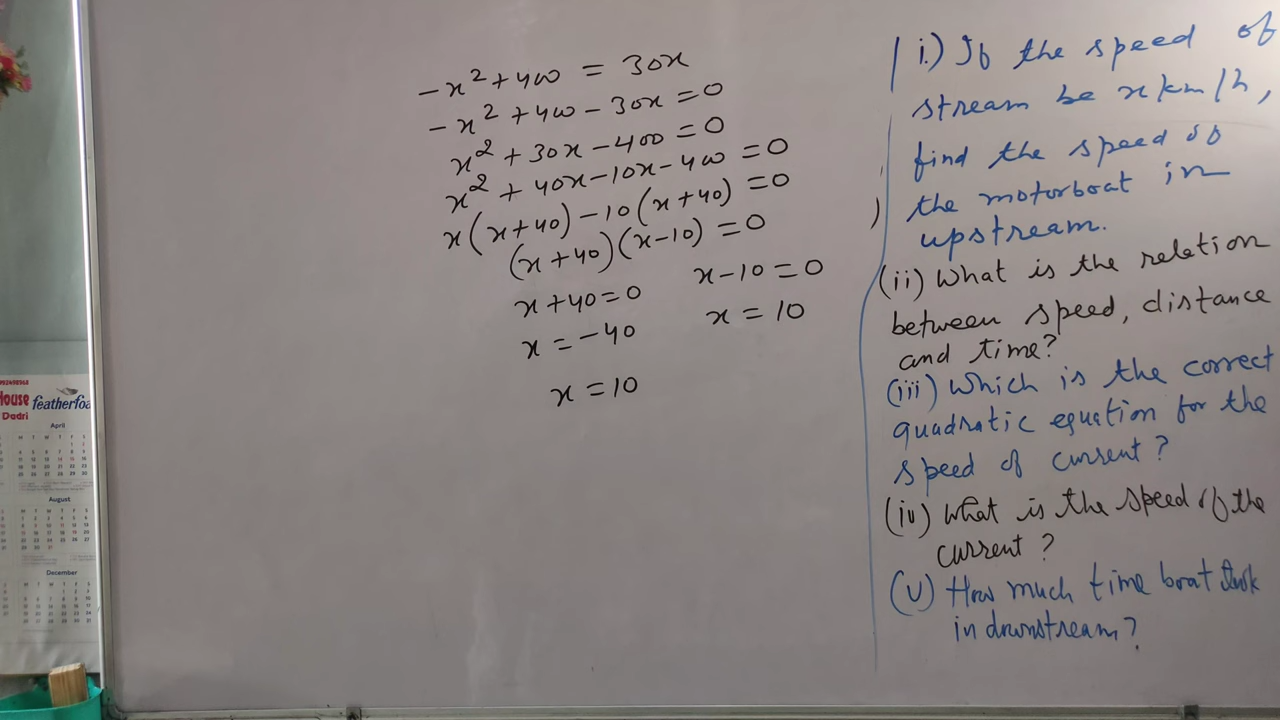 -x² + 400 = 30x
-x² + 400 - 30x = 0
x² + 30x - 400 = 0
x² + 40x - 10x - 400 = 0
x(x+40) - 10(x+40) = 0
(x+40)(x-10) = 0
x+40=0 x-10=0
x = -40 x = 10
x = 10
i.) If the speed of
stream be x km/h,
find the speed of
the motorboat in
upstream.
(ii) What is the relation
between speed, distance
and time?
(iii) Which is the correct
quadratic equation for the
speed of current?
(iv) What is the speed of the
current?
(v) How much time boat took
in downstream?
House
featherfoa
Dadri
April
August
December